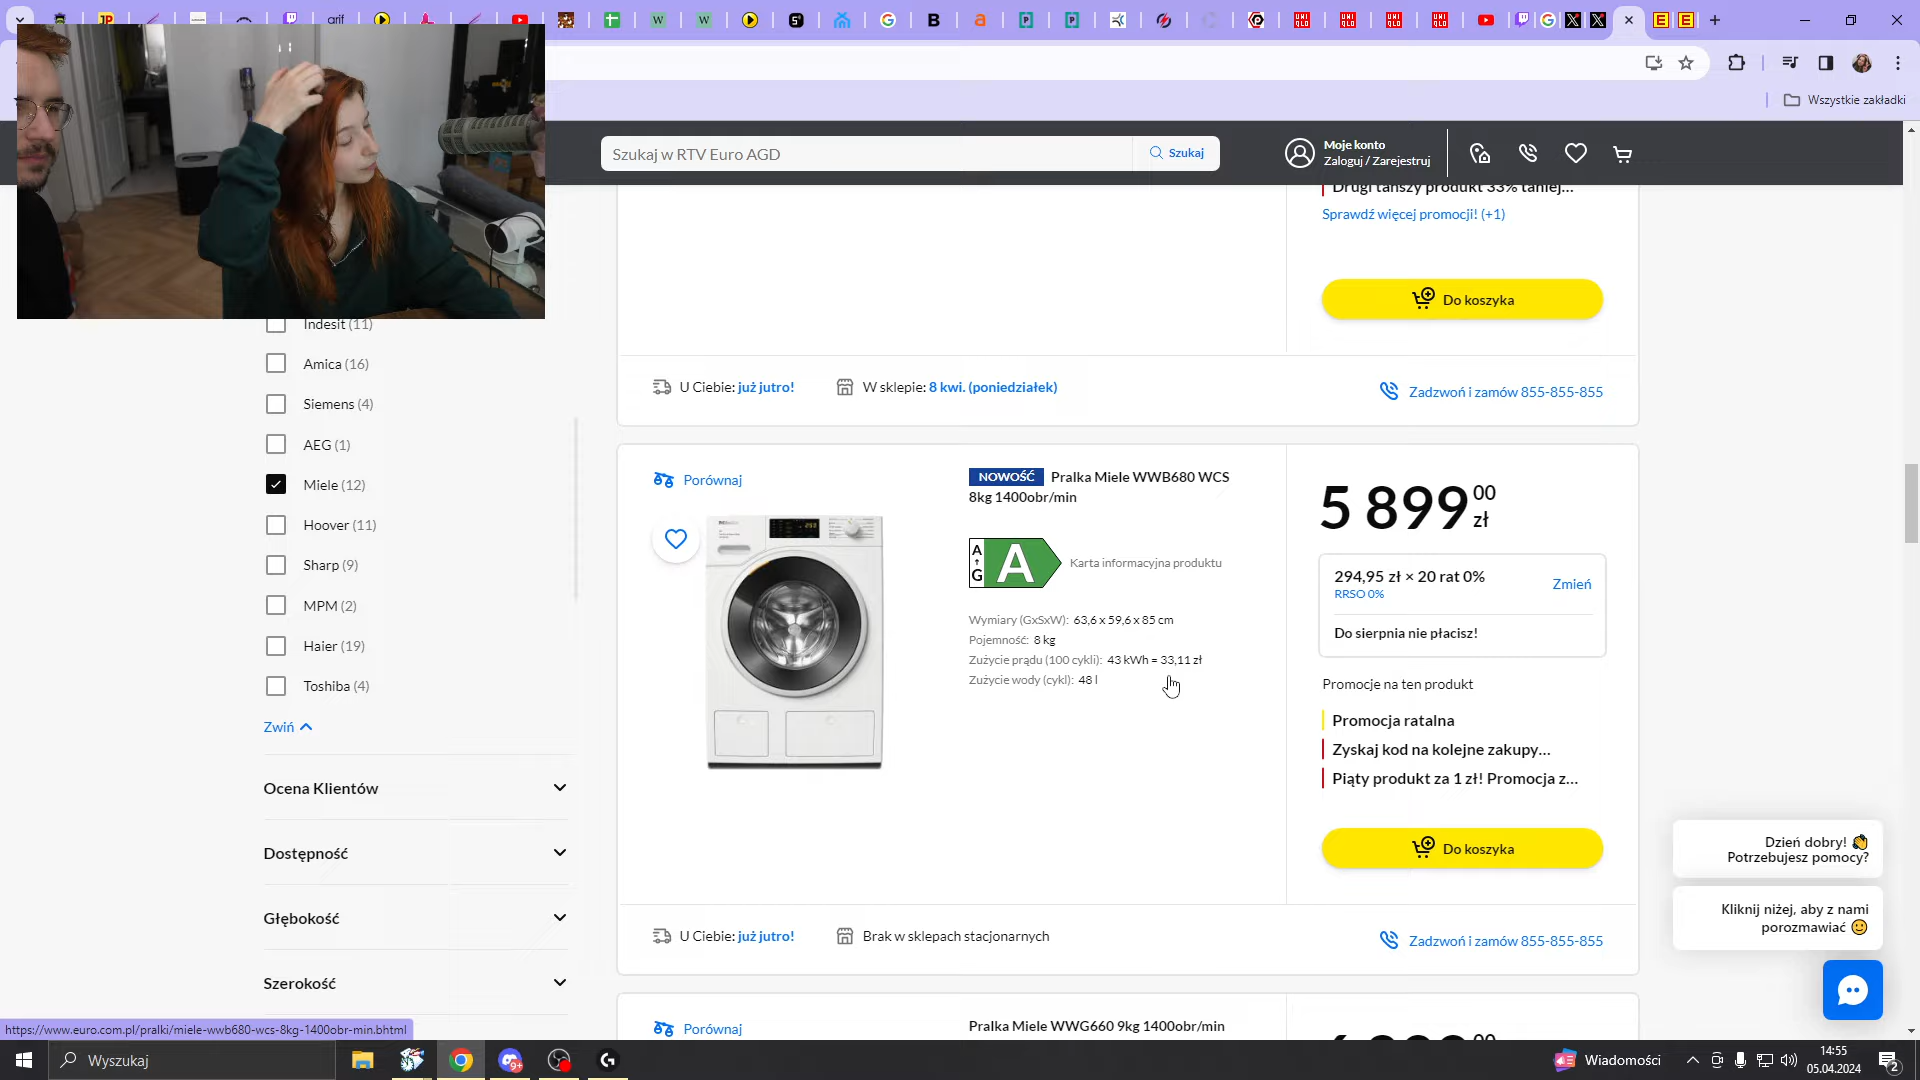 arif
Wszystkie zakładki
Szukaj w RTV Euro AGD
Szukaj
Moje konto
Zaloguj / Zarejestruj
Drugi tańszy produkt 33% taniej...
Sprawdź więcej promocji! (+1)
Do koszyka
U Ciebie: już jutro!
W sklepie: 8 kwi. (poniedziałek)
Zadzwoń i zamów 855-855-855
Indesit (11)
Amica (16)
Siemens (4)
AEG (1)
Miele (12)
Hoover (11)
Sharp (9)
MPM (2)
Haier (19)
Toshiba (4)
Zwiń
Ocena Klientów
Dostępność
Głębokość
Szerokość
Porównaj
NOWOŚĆ Pralka Miele WWB680 WCS
8kg 1400obr/min
A
G
A
Karta informacyjna produktu
Wymiary (GxSxW): 63,6 x 59,6 x 85 cm
Pojemność: 8 kg
Zużycie prądu (100 cykli): 43 kWh = 33,11 zł
Zużycie wody (cykl): 48 l
5 899 00 zł
294,95 zł × 20 rat 0%
RRSO 0%
Zmień
Do sierpnia nie płacisz!
Promocje na ten produkt
Promocja ratalna
Zyskaj kod na kolejne zakupy...
Piąty produkt za 1 zł! Promocja z...
Do koszyka
U Ciebie: już jutro!
Brak w sklepach stacjonarnych
Zadzwoń i zamów 855-855-855
Porównaj
Pralka Miele WWG660 9kg 1400obr/min
Dzień dobry!
Potrzebujesz pomocy?
Kliknij niżej, aby z nami
porozmawiać
https://www.euro.com.pl/pralki/miele-wwb680-wcs-8kg-1400obr-min.bhtml
Wyszukaj
9+
Wiadomości
14:55
05.04.2024
2